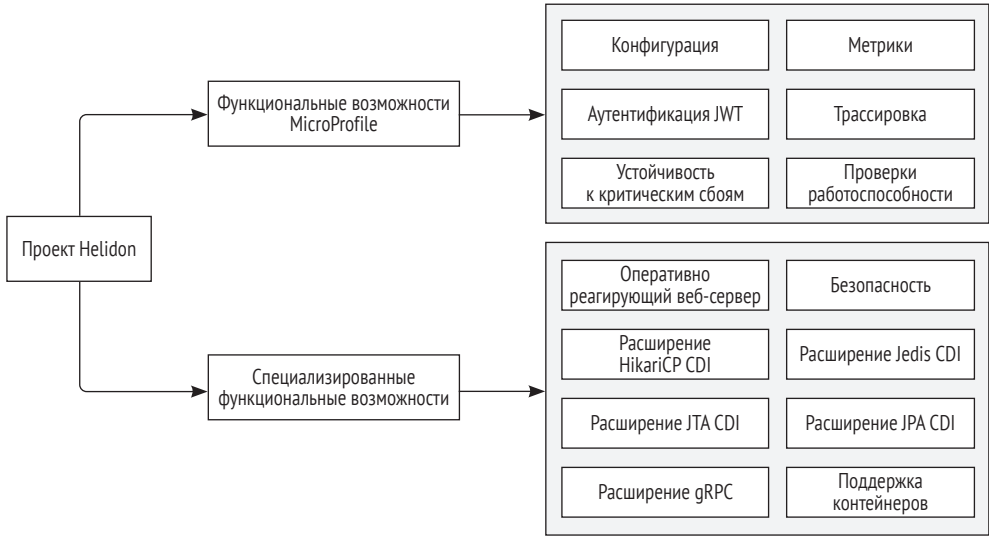 Проект Helidon
Функциональные возможности
MicroProfile
Конфигурация
Метрики
Аутентификация JWT
Трассировка
Устойчивость
к критическим сбоям
Проверки
работоспособности
Специализированные
функциональные возможности
Оперативно
реагирующий веб-сервер
Безопасность
Расширение
HikariCP CDI
Расширение Jedis CDI
Расширение JTA CDI
Расширение JPA CDI
Расширение gRPC
Поддержка
контейнеров